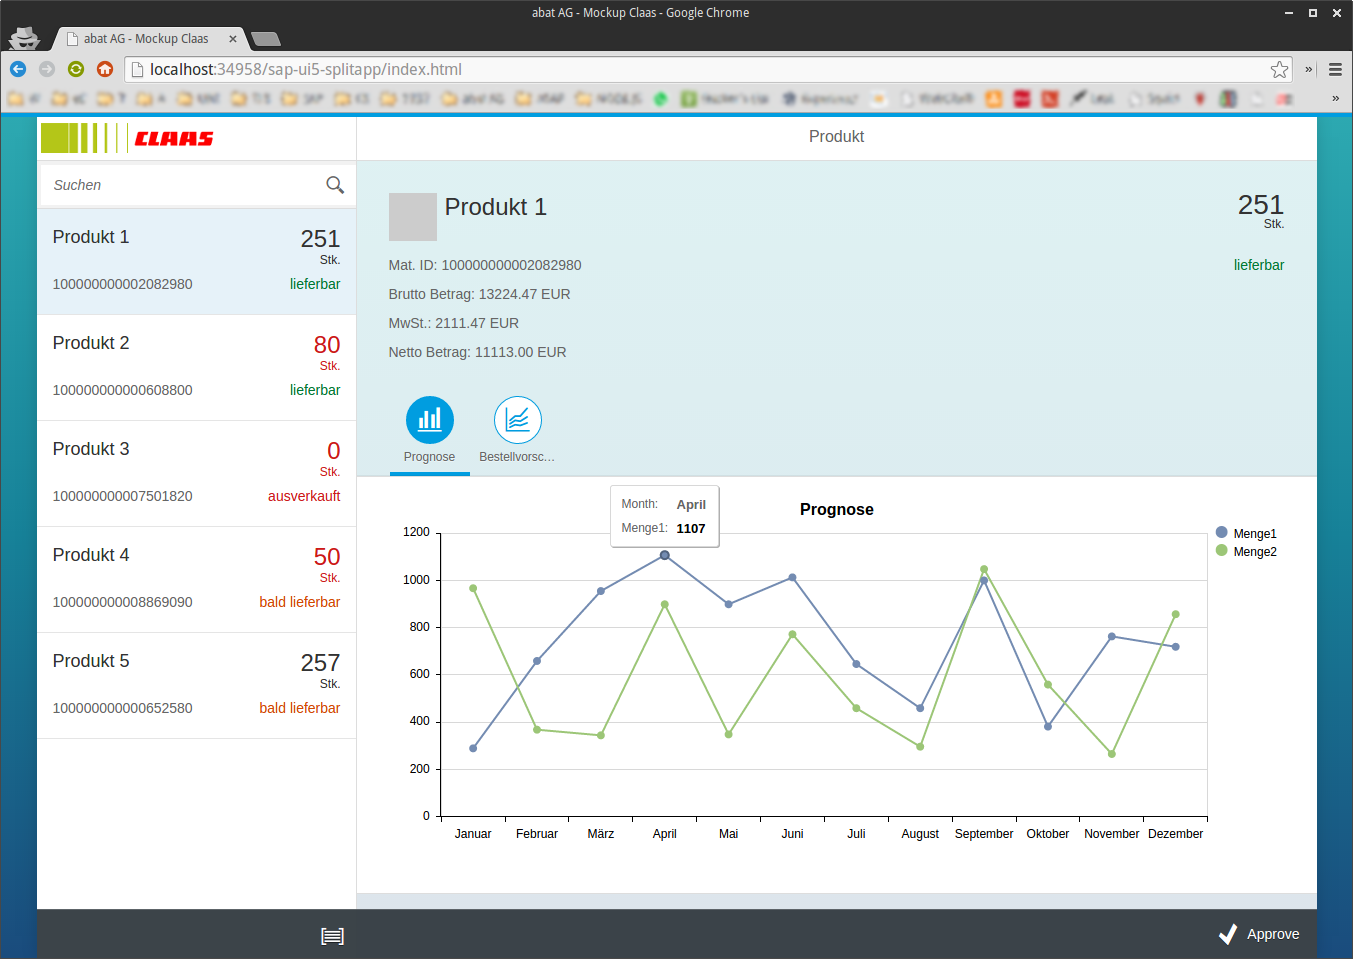 abat AG - Mockup Claas - Google Chrome
abat AG - Mockup Claas
localhost:34958/sap-ui5-splitapp/index.html
CLAAS
Produkt
Suchen
Produkt 1
251
Stk.
100000000002082980
lieferbar
Produkt 2
80
Stk.
100000000000608800
lieferbar
Produkt 3
0
Stk.
100000000007501820
ausverkauft
Produkt 4
50
Stk.
100000000008869090
bald lieferbar
Produkt 5
257
Stk.
100000000000652580
bald lieferbar
Produkt 1
251
Stk.
Mat. ID: 100000000002082980
lieferbar
Brutto Betrag: 13224.47 EUR
MwSt.: 2111.47 EUR
Netto Betrag: 11113.00 EUR
Prognose
Bestellvorsc...
Month: April
Menge1: 1107
Prognose
Menge1
Menge2
1200
1000
800
600
400
200
0
Januar Februar März April Mai Juni Juli August September Oktober November Dezember
Approve